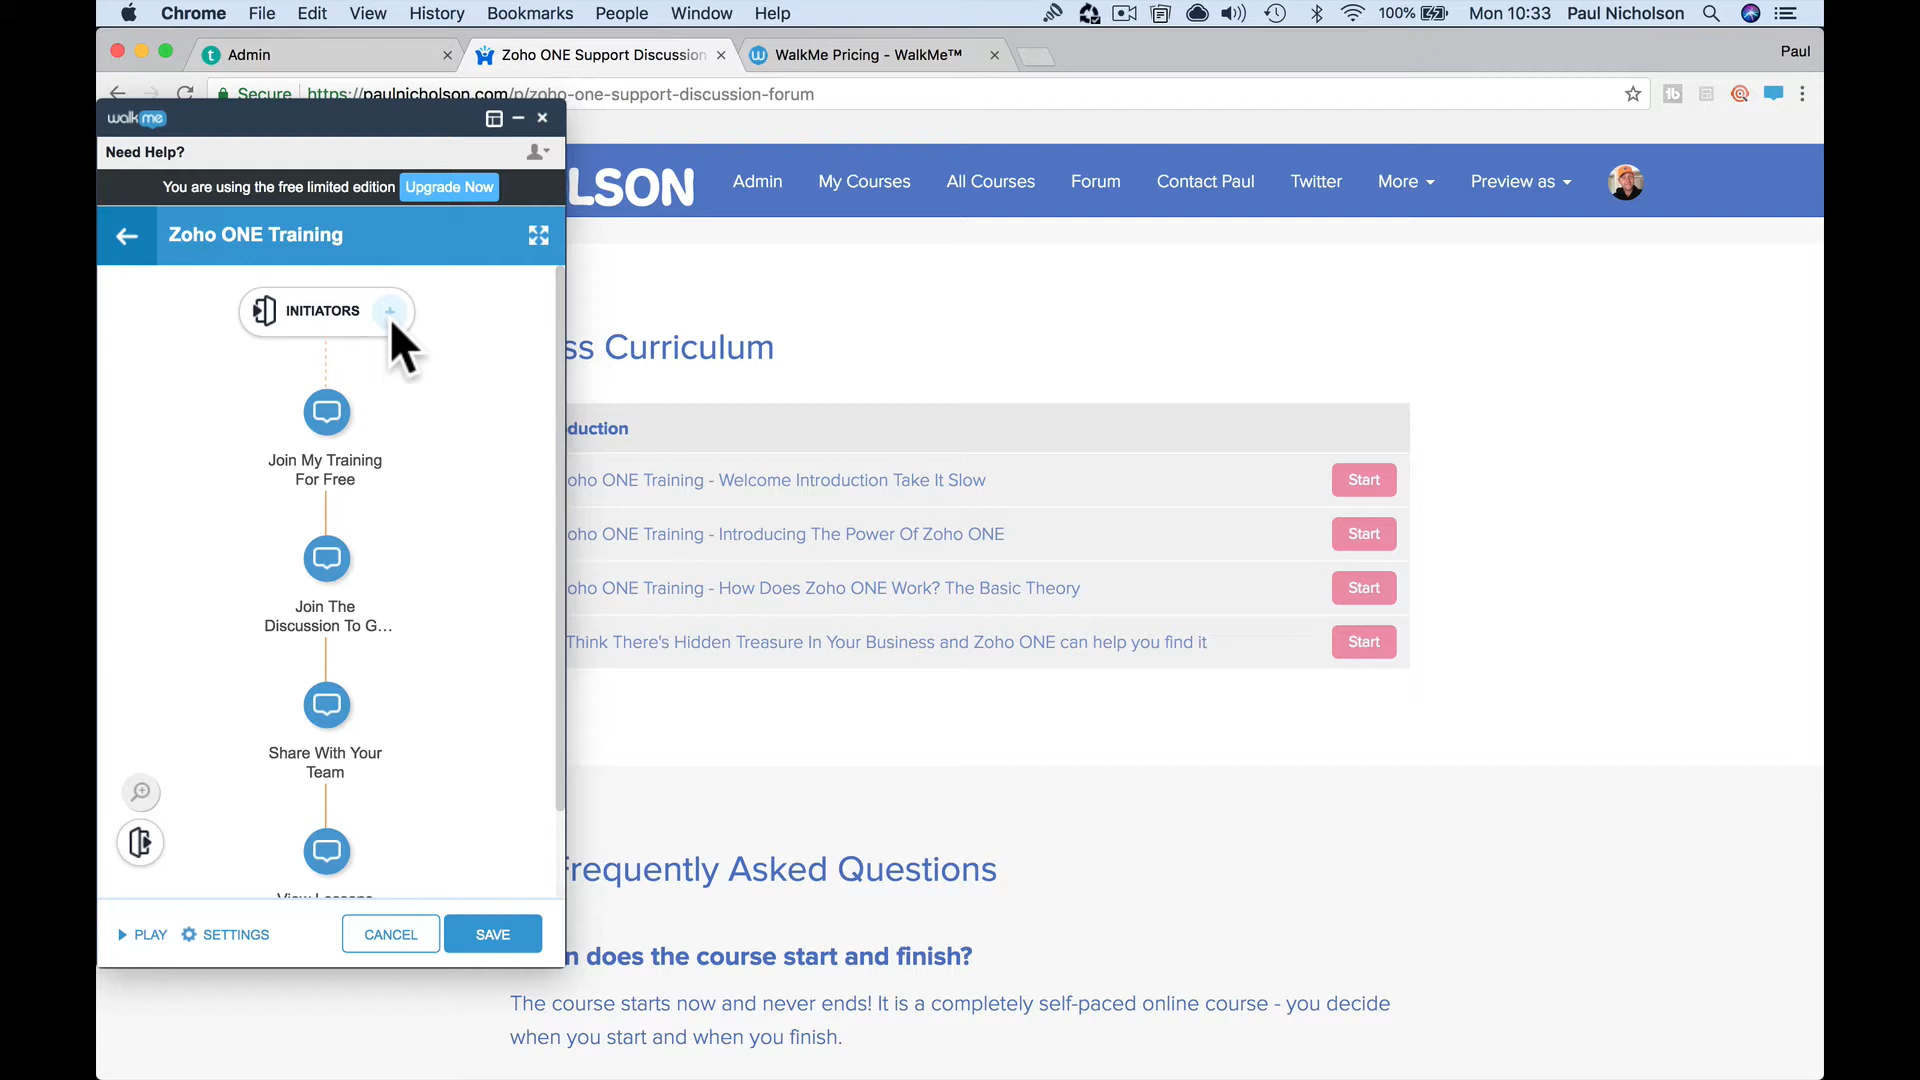 Chrome File Edit View History Bookmarks People Window Help 100% Mon 10:33 Paul Nicholson
Admin Zoho ONE Support Discussion WalkMe Pricing - WalkMe™ Paul
Secure https://paulnicholson.com/p/zoho-one-support-discussion-forum
walkme
Need Help?
You are using the free limited edition Upgrade Now
Zoho ONE Training
INITIATORS
Join My Training
For Free
Join The
Discussion To G...
Share With Your
Team
View Lessons
PLAY SETTINGS CANCEL SAVE
LSON Admin My Courses All Courses Forum Contact Paul Twitter More Preview as
ss Curriculum
duction
oho ONE Training - Welcome Introduction Take It Slow Start
oho ONE Training - Introducing The Power Of Zoho ONE Start
oho ONE Training - How Does Zoho ONE Work? The Basic Theory Start
Think There's Hidden Treasure In Your Business and Zoho ONE can help you find it Start
Frequently Asked Questions
n does the course start and finish?
The course starts now and never ends! It is a completely self-paced online course - you decide
when you start and when you finish.